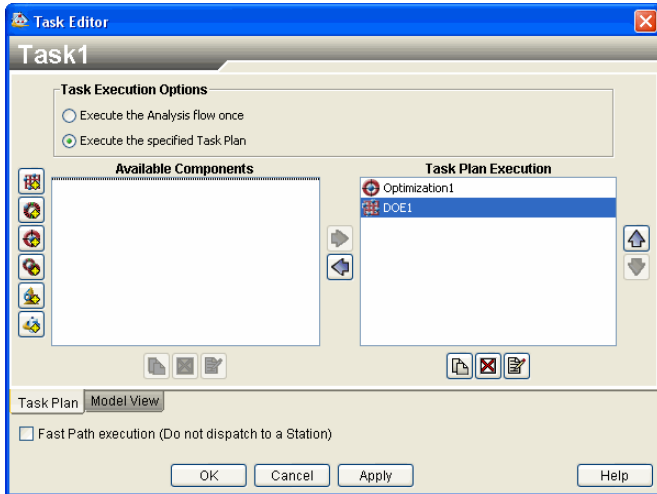 Task Editor
Task1
Task Execution Options
Execute the Analysis flow once
Execute the specified Task Plan
Available Components
Task Plan Execution
Optimization1
DOE1
Task Plan
Model View
Fast Path execution (Do not dispatch to a Station)
OK
Cancel
Apply
Help